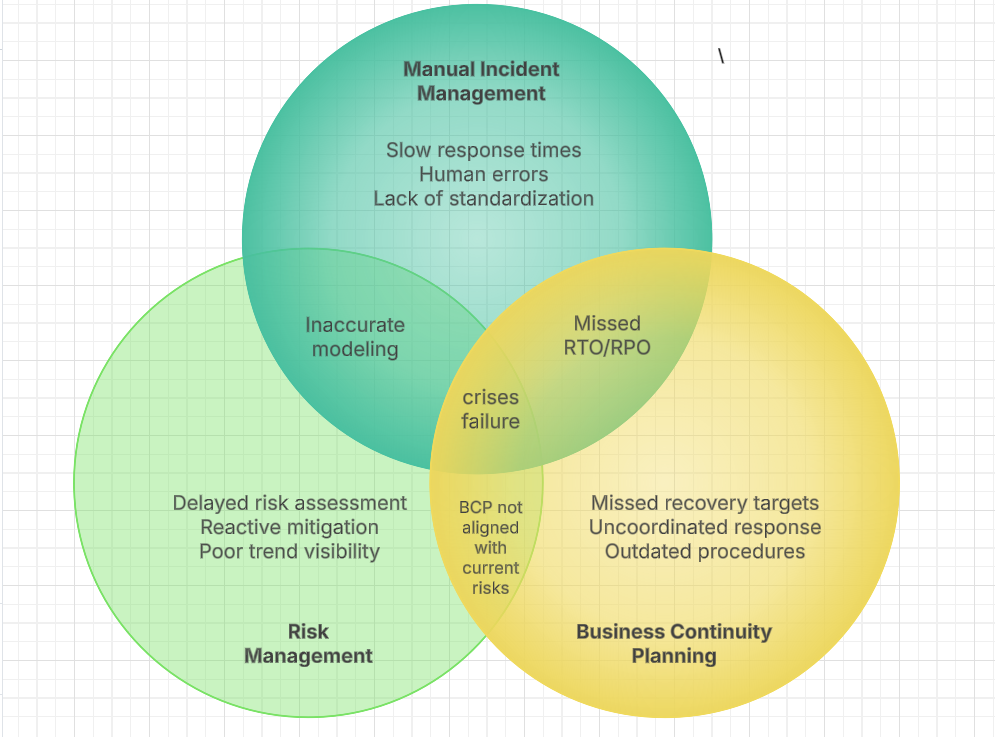 \
Manual Incident
Management
Slow response times
Human errors
Lack of standardization
Inaccurate
modeling
Missed
RTO/RPO
crises
failure
Delayed risk assessment
Reactive mitigation
Poor trend visibility
BCP not
aligned
with
current
risks
Missed recovery targets
Uncoordinated response
Outdated procedures
Risk
Management
Business Continuity
Planning